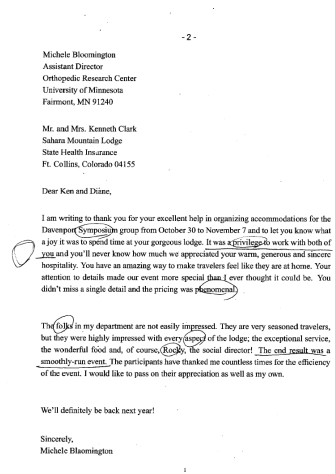 - 2 -
Michele Bloomington
Assistant Director
Orthopedic Research Center
University of Minnesota
Fairmont, MN 91240
Mr. and Mrs. Kenneth Clark
Sahara Mountain Lodge
State Health Insurance
Ft. Collins, Colorado 04155
Dear Ken and Diane,
I am writing to thank you for your excellent help in organizing accommodations for the
Davenport Symposium group from October 30 to November 7 and to let you know what
a joy it was to spend time at your gorgeous lodge. It was a privilege to work with both of
you and you'll never know how much we appreciated your warm, generous and sincere
hospitality. You have an amazing way to make travelers feel like they are at home. Your
attention to details made our event more special than I ever thought it could be. You
didn't miss a single detail and the pricing was phenomenal.
The folks in my department are not easily impressed. They are very seasoned travelers,
but they were highly impressed with every aspect of the lodge; the exceptional service,
the wonderful food and, of course, Rocky, the social director! The end result was a
smoothly-run event. The participants have thanked me countless times for the efficiency
of the event. I would like to pass on their appreciation as well as my own.
We'll definitely be back next year!
Sincerely,
Michele Blaomington
1